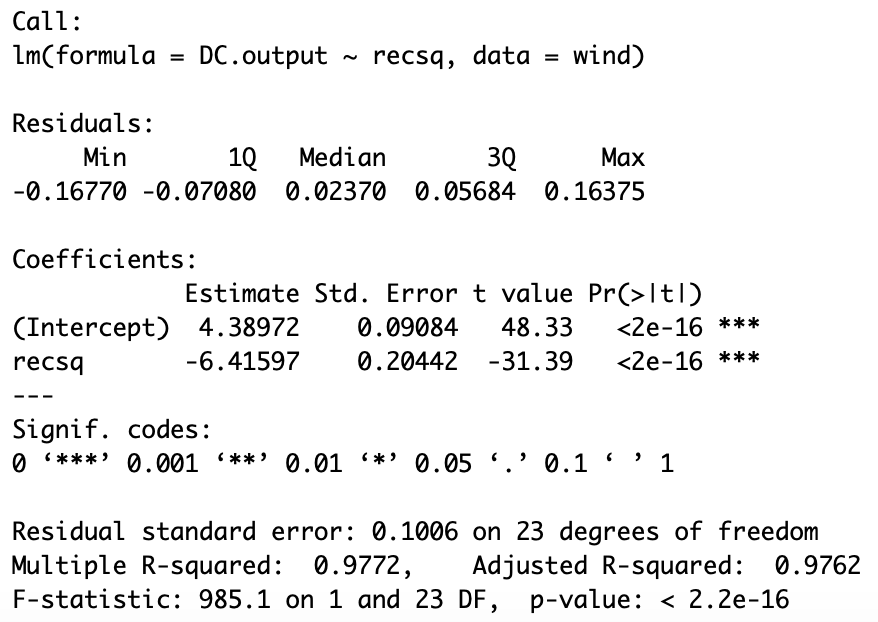 Call:
lm(formula = DC.output ~ recsq, data = wind)
Residuals:
Min 1Q Median 3Q Max
-0.16770 -0.07080 0.02370 0.05684 0.16375
Coefficients:
Estimate Std. Error t value Pr(>|t|)
(Intercept) 4.38972 0.09084 48.33 <2e-16 ***
recsq -6.41597 0.20442 -31.39 <2e-16 ***
---
Signif. codes:
0 ‘***’ 0.001 ‘**’ 0.01 ‘*’ 0.05 ‘.’ 0.1 ‘ ’ 1
Residual standard error: 0.1006 on 23 degrees of freedom
Multiple R-squared: 0.9772, Adjusted R-squared: 0.9762
F-statistic: 985.1 on 1 and 23 DF, p-value: < 2.2e-16